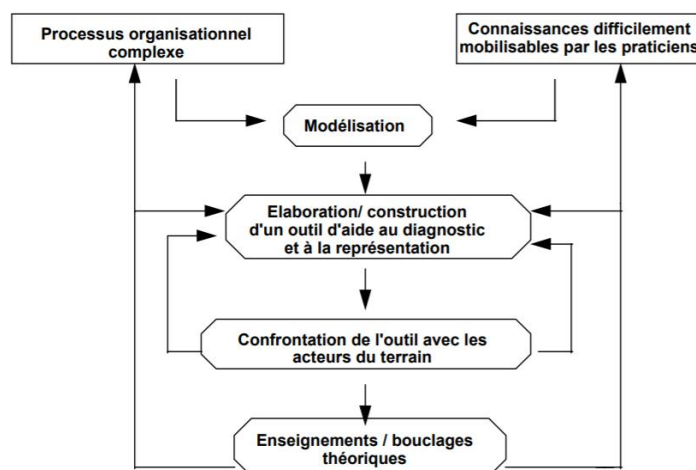 Processus organisationnel
complexe
Connaissances difficilement
mobilisables par les praticiens
Modélisation
Elaboration/ construction
d'un outil d'aide au diagnostic
et à la représentation
Confrontation de l'outil avec les
acteurs du terrain
Enseignements / bouclages
théoriques